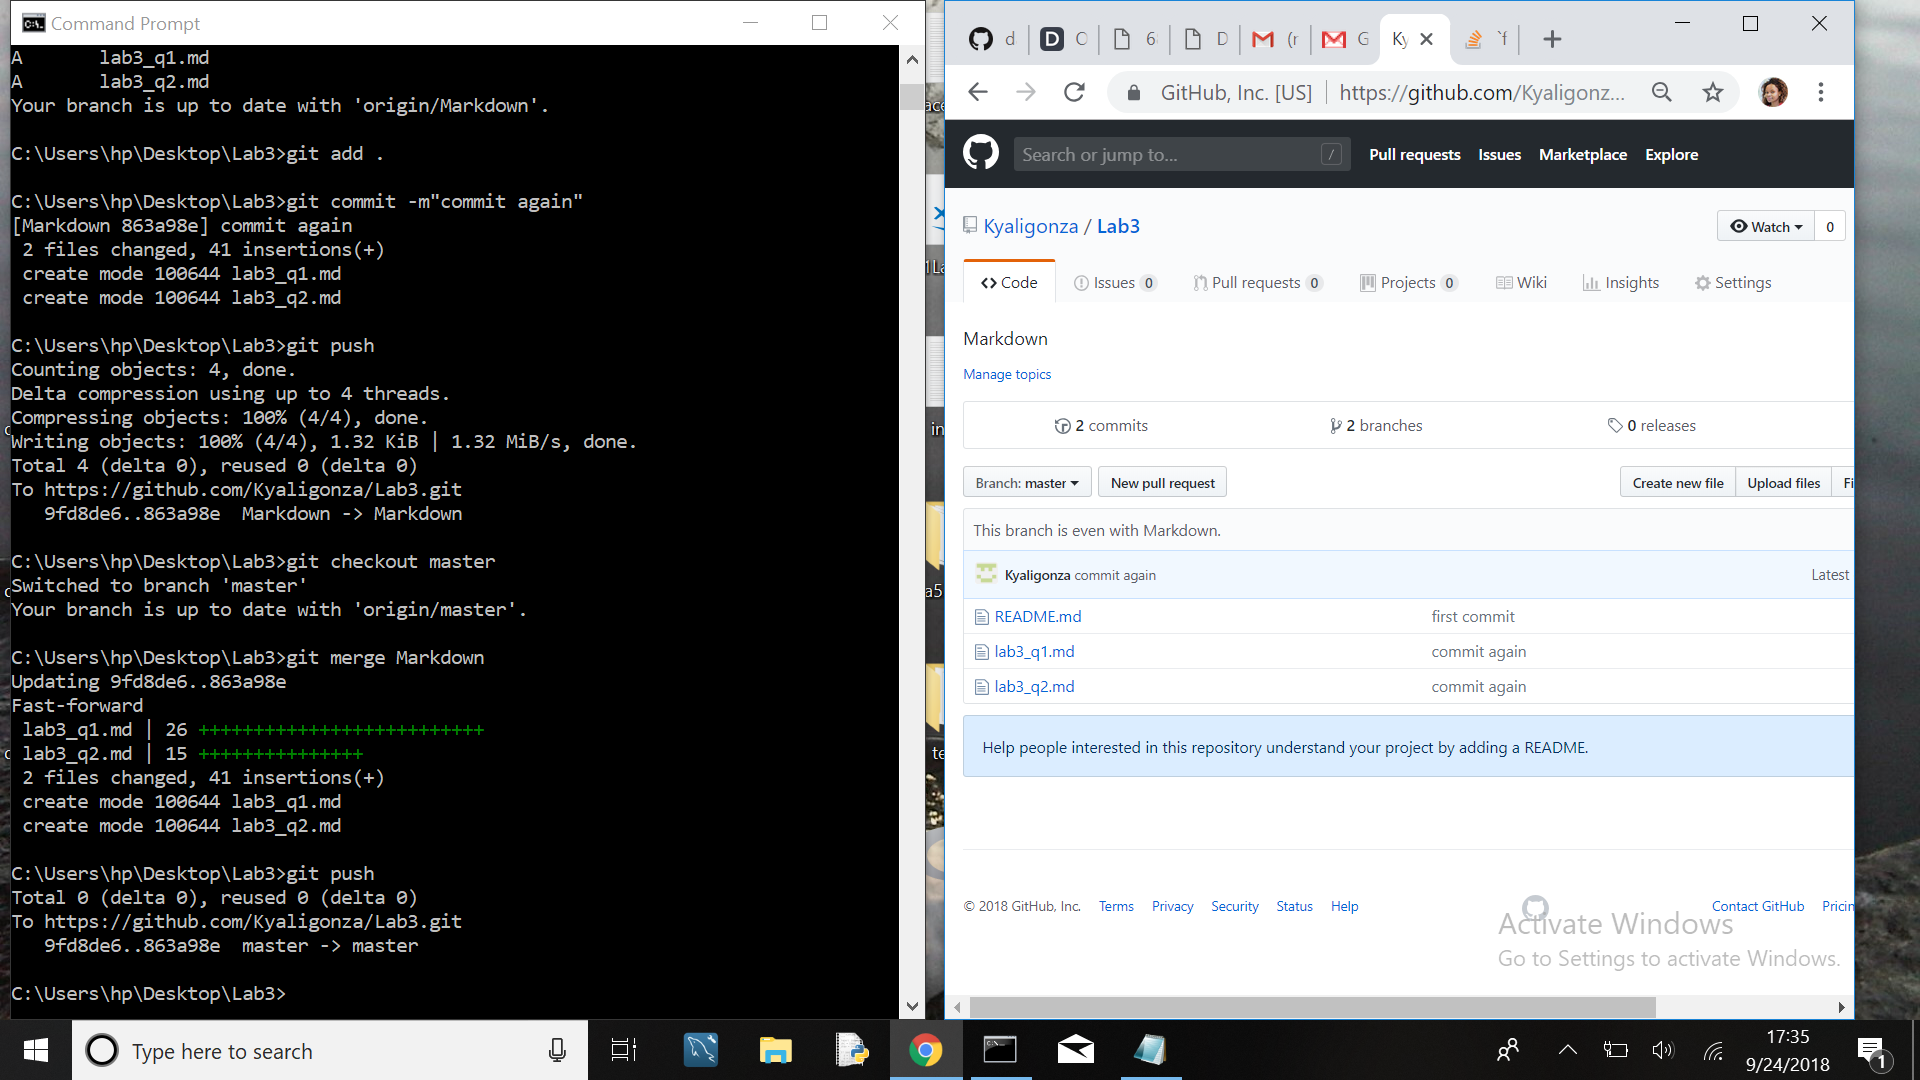 Command Prompt
A       lab3_q1.md
A       lab3_q2.md
Your branch is up to date with 'origin/Markdown'.
C:\Users\hp\Desktop\Lab3>git add .
C:\Users\hp\Desktop\Lab3>git commit -m"commit again"
[Markdown 863a98e] commit again
 2 files changed, 41 insertions(+)
 create mode 100644 lab3_q1.md
 create mode 100644 lab3_q2.md
C:\Users\hp\Desktop\Lab3>git push
Counting objects: 4, done.
Delta compression using up to 4 threads.
Compressing objects: 100% (4/4), done.
Writing objects: 100% (4/4), 1.32 KiB | 1.32 MiB/s, done.
Total 4 (delta 0), reused 0 (delta 0)
To https://github.com/Kyaligonza/Lab3.git
   9fd8de6..863a98e  Markdown -> Markdown
C:\Users\hp\Desktop\Lab3>git checkout master
Switched to branch 'master'
Your branch is up to date with 'origin/master'.
C:\Users\hp\Desktop\Lab3>git merge Markdown
Updating 9fd8de6..863a98e
Fast-forward
 lab3_q1.md | 26 ++++++++++++++++++++++++++
 lab3_q2.md | 15 +++++++++++++++
 2 files changed, 41 insertions(+)
 create mode 100644 lab3_q1.md
 create mode 100644 lab3_q2.md
C:\Users\hp\Desktop\Lab3>git push
Total 0 (delta 0), reused 0 (delta 0)
To https://github.com/Kyaligonza/Lab3.git
   9fd8de6..863a98e  master -> master
C:\Users\hp\Desktop\Lab3>
GitHub, Inc. [US] | https://github.com/Kyaligonz...
Search or jump to... / Pull requests Issues Marketplace Explore
Kyaligonza / Lab3 Watch 0
Code Issues 0 Pull requests 0 Projects 0 Wiki Insights Settings
Markdown
Manage topics
2 commits 2 branches 0 releases
Branch: master New pull request Create new file Upload files Fi
This branch is even with Markdown.
Kyaligonza commit again Latest
README.md first commit
lab3_q1.md commit again
lab3_q2.md commit again
Help people interested in this repository understand your project by adding a README.
© 2018 GitHub, Inc. Terms Privacy Security Status Help Contact GitHub Pricin
Activate Windows
Go to Settings to activate Windows.
Type here to search
17:35
9/24/2018
1